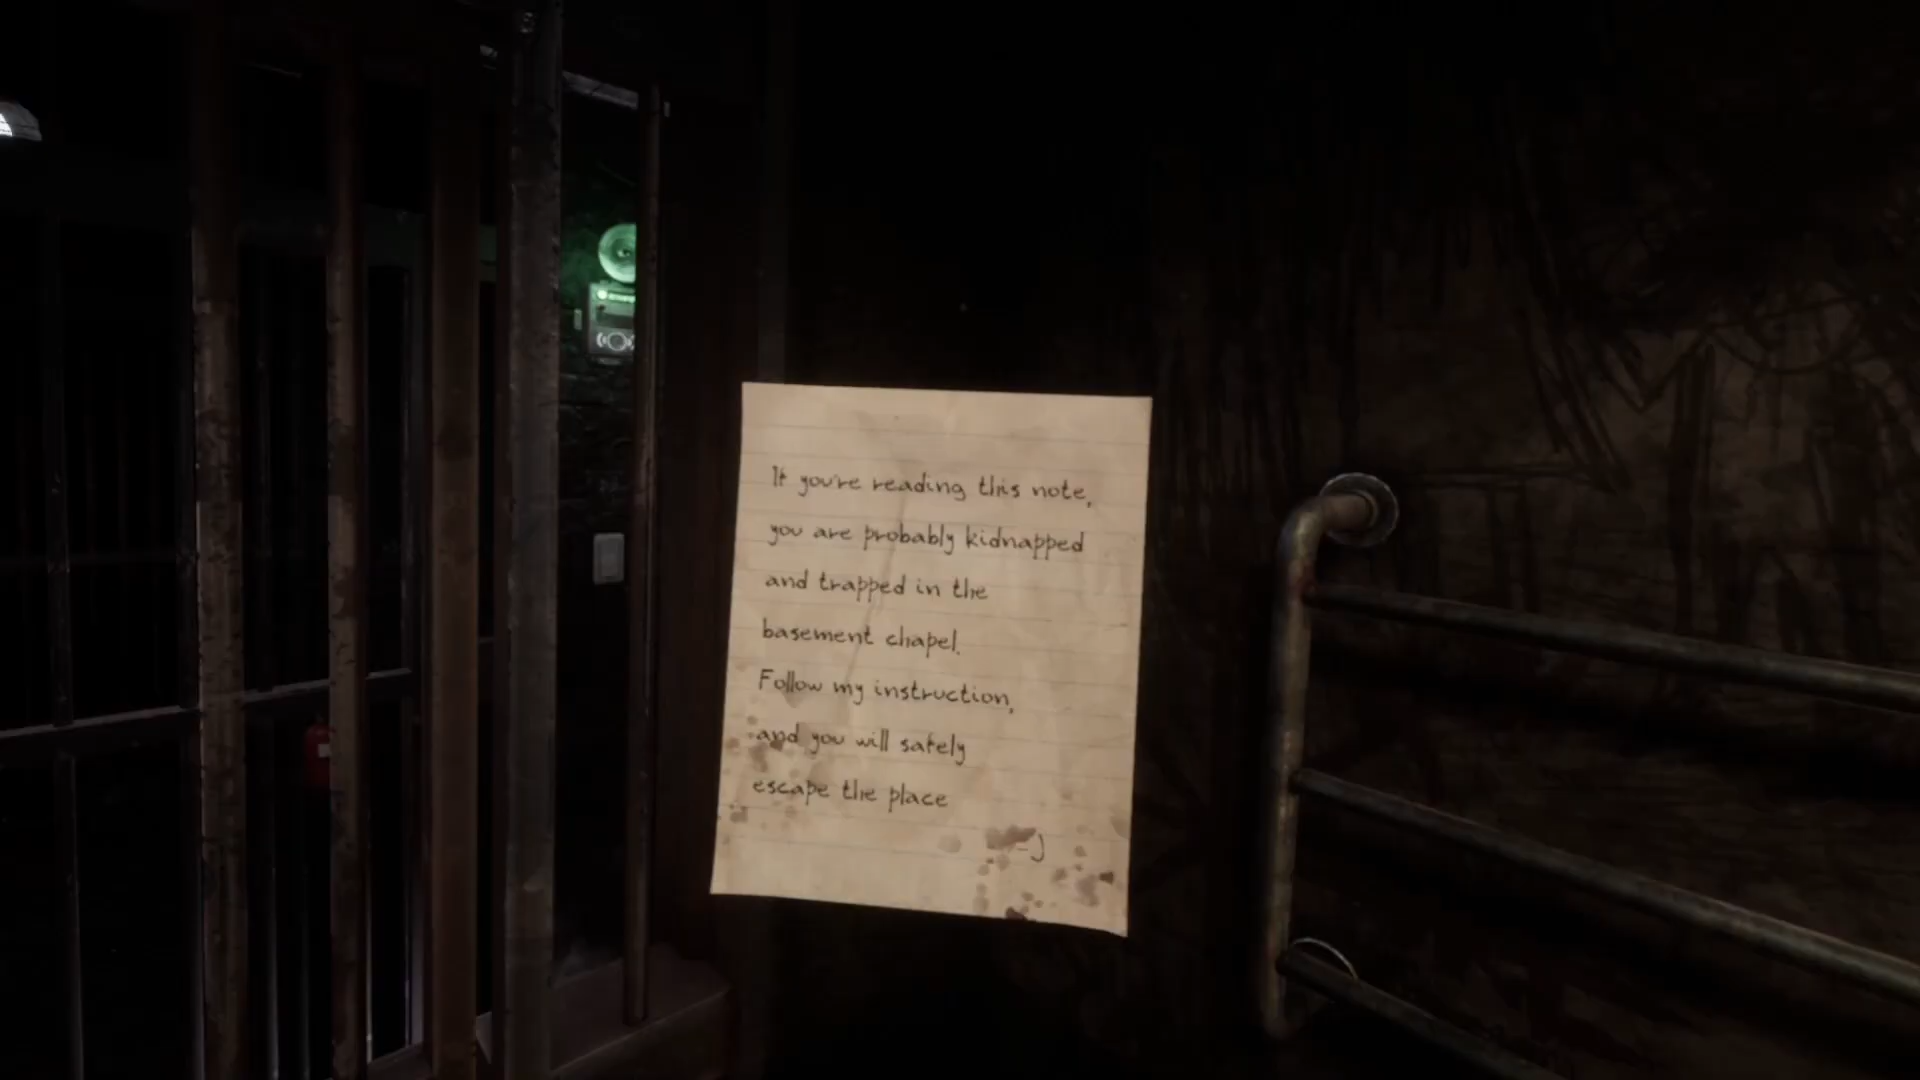 If you're reading this note,
you are probably kidnapped
and trapped in the
basement chapel.
Follow my instruction,
and you will safely
escape the place
-J